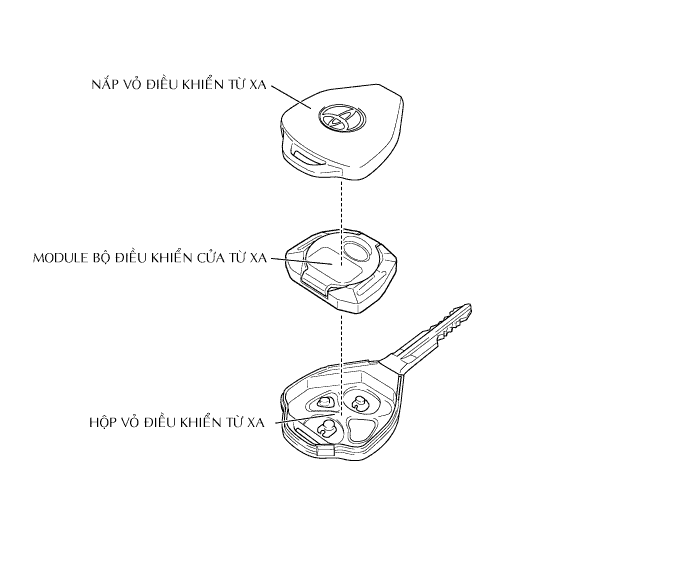 NẮP VỎ ĐIỀU KHIỂN TỪ XA
MODULE BỘ ĐIỀU KHIỂN CỬA TỪ XA
HỘP VỎ ĐIỀU KHIỂN TỪ XA